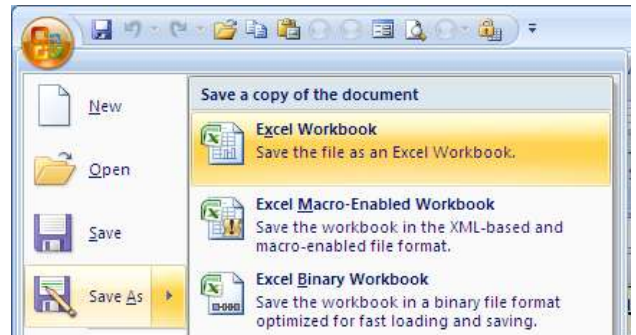 Save a copy of the document
New
Excel Workbook
Save the file as an Excel Workbook.
Open
Excel Macro-Enabled Workbook
Save the workbook in the XML-based and
macro-enabled file format.
Save
Excel Binary Workbook
Save the workbook in a binary file format
optimized for fast loading and saving.
Save As